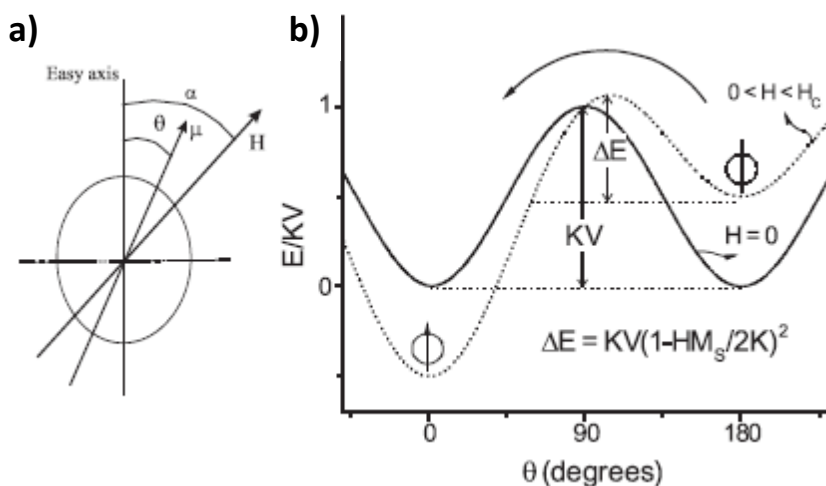 a)
Easy axis
α
θ
μ
H
b)
0 < H < H_c
1
ΔE
E/KV
KV
H = 0
0
ΔE = KV(1-HM_S/2K)²
0
90
180
θ (degrees)